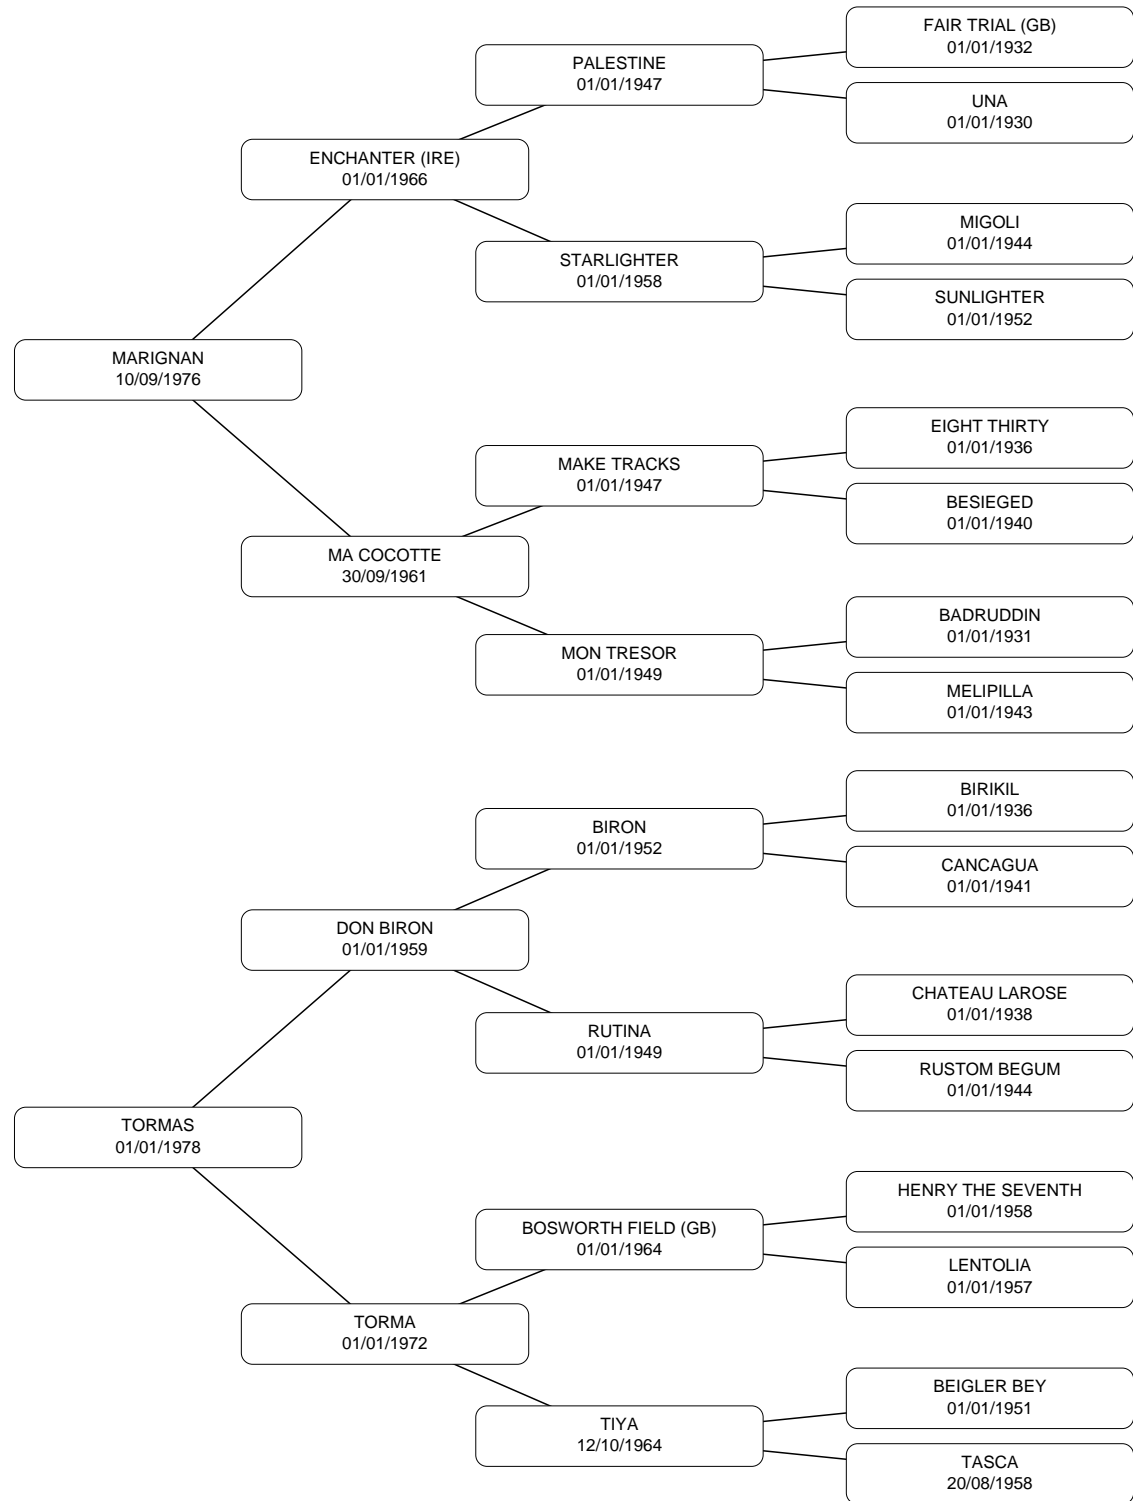 FAIR TRIAL (GB)
01/01/1932
PALESTINE
01/01/1947
UNA
01/01/1930
ENCHANTER (IRE)
01/01/1966
MIGOLI
01/01/1944
STARLIGHTER
01/01/1958
SUNLIGHTER
01/01/1952
MARIGNAN
10/09/1976
EIGHT THIRTY
01/01/1936
MAKE TRACKS
01/01/1947
BESIEGED
01/01/1940
MA COCOTTE
30/09/1961
BADRUDDIN
01/01/1931
MON TRESOR
01/01/1949
MELIPILLA
01/01/1943
BIRIKIL
01/01/1936
BIRON
01/01/1952
CANCAGUA
01/01/1941
DON BIRON
01/01/1959
CHATEAU LAROSE
01/01/1938
RUTINA
01/01/1949
RUSTOM BEGUM
01/01/1944
TORMAS
01/01/1978
HENRY THE SEVENTH
01/01/1958
BOSWORTH FIELD (GB)
01/01/1964
LENTOLIA
01/01/1957
TORMA
01/01/1972
BEIGLER BEY
01/01/1951
TIYA
12/10/1964
TASCA
20/08/1958